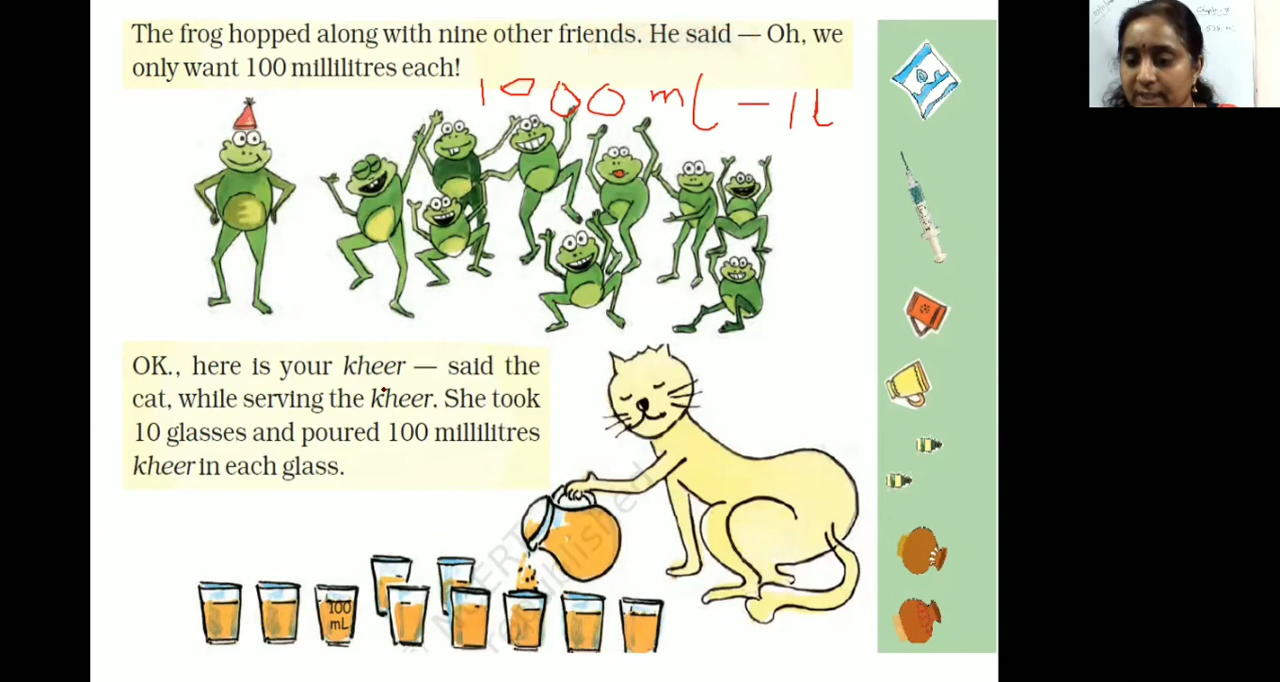 The frog hopped along with nine other friends. He said — Oh, we
only want 100 millilitres each!
1000 mL – 1L
OK., here is your kheer — said the
cat, while serving the kheer. She took
10 glasses and poured 100 millilitres
kheer in each glass.
100
mL